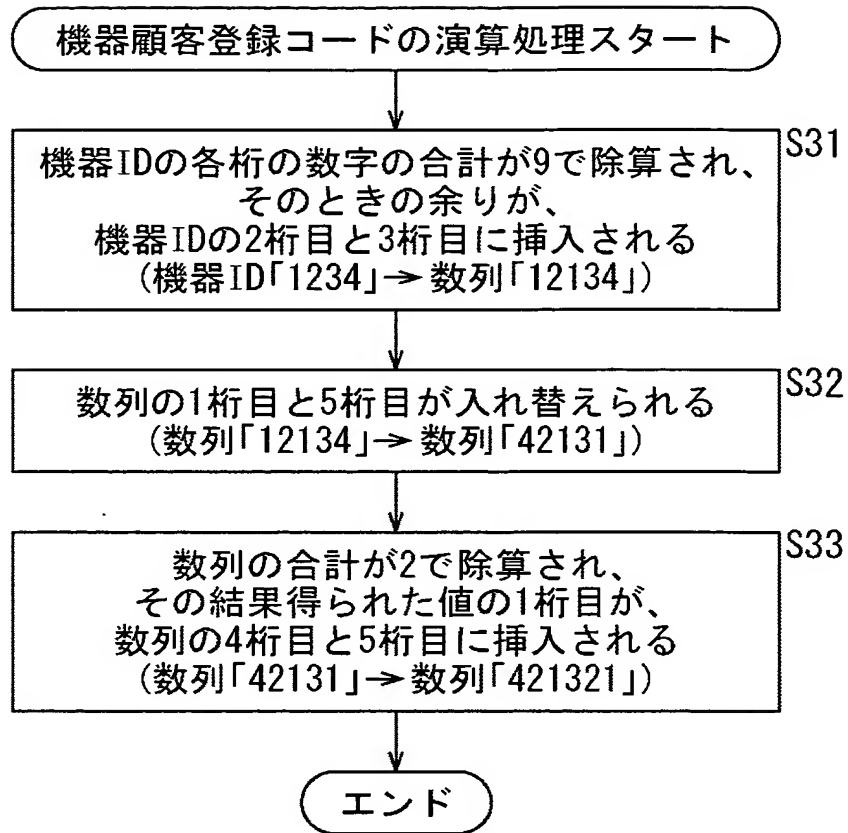 機器顧客登録コードの演算処理スタート
S31
機器IDの各桁の数字の合計が9で除算され、
そのときの余りが、
機器IDの2桁目と3桁目に挿入される
(機器ID｢1234｣→数列｢12134｣)
S32
数列の1桁目と5桁目が入れ替えられる
(数列｢12134｣→数列｢42131｣)
S33
数列の合計が2で除算され、
その結果得られた値の1桁目が、
数列の4桁目と5桁目に挿入される
(数列｢42131｣→数列｢421321｣)
エンド